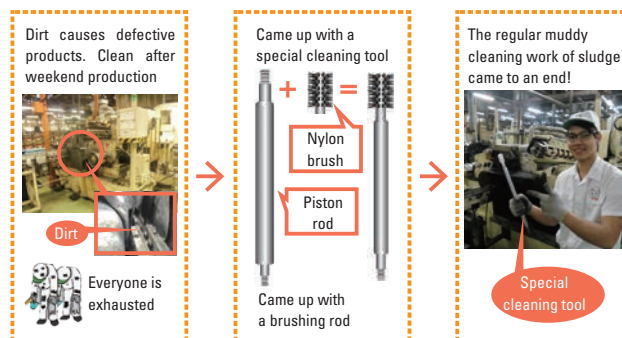 Dirt causes defective
products. Clean after
weekend production
Dirt
Everyone is
exhausted
Came up with a
special cleaning tool
+
=
Nylon
brush
Piston
rod
Came up with
a brushing rod
The regular muddy
cleaning work of sludge
came to an end!
Special
cleaning tool